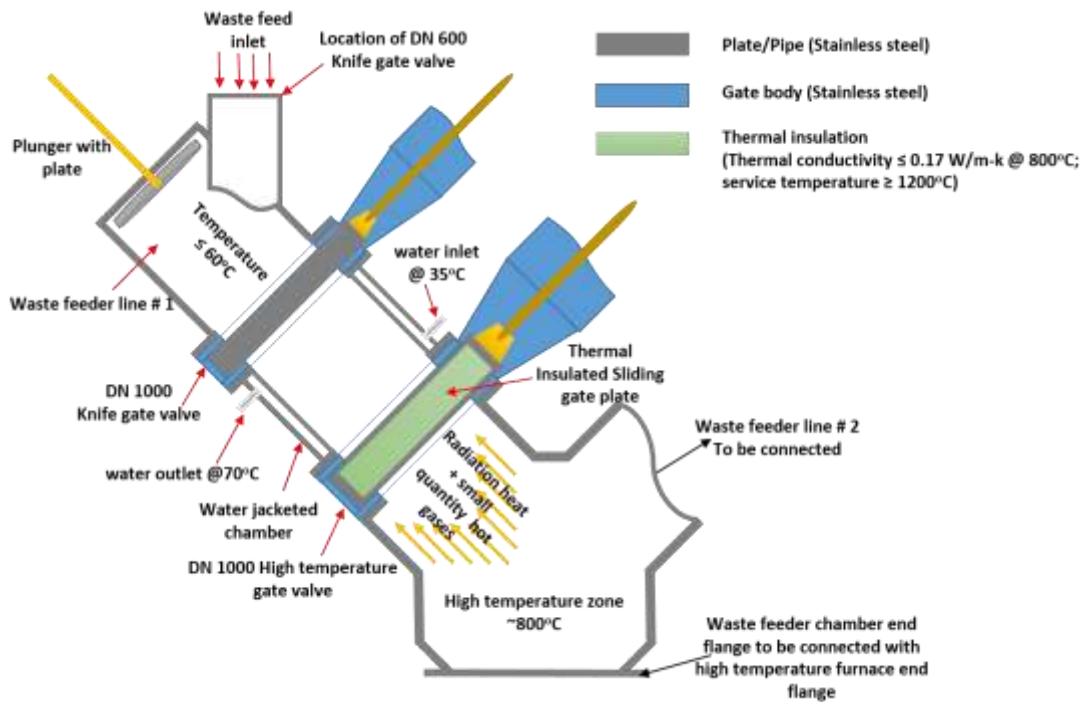 Waste feed
inlet
Location of DN 600
Knife gate valve
Plunger with
plate
Temperature
≤ 60°C
Waste feeder line # 1
water inlet
@ 35°C
DN 1000
Knife gate valve
water outlet @70°C
Water jacketed
chamber
DN 1000 High temperature
gate valve
Thermal
Insulated Sliding
gate plate
Radiation heat
+ small
quantity hot
gases
Waste feeder line # 2
To be connected
High temperature zone
~800°C
Waste feeder chamber end
flange to be connected with
high temperature furnace end
flange
Plate/Pipe (Stainless steel)
Gate body (Stainless steel)
Thermal insulation
(Thermal conductivity ≤ 0.17 W/m-k @ 800°C;
service temperature ≥ 1200°C)